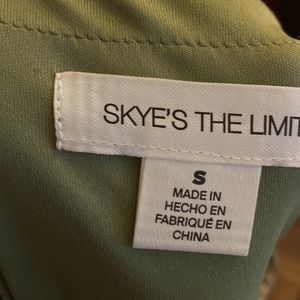 SKYE'S THE LIMIT
S
MADE IN
HECHO EN
FABRIQUÉ EN
CHINA